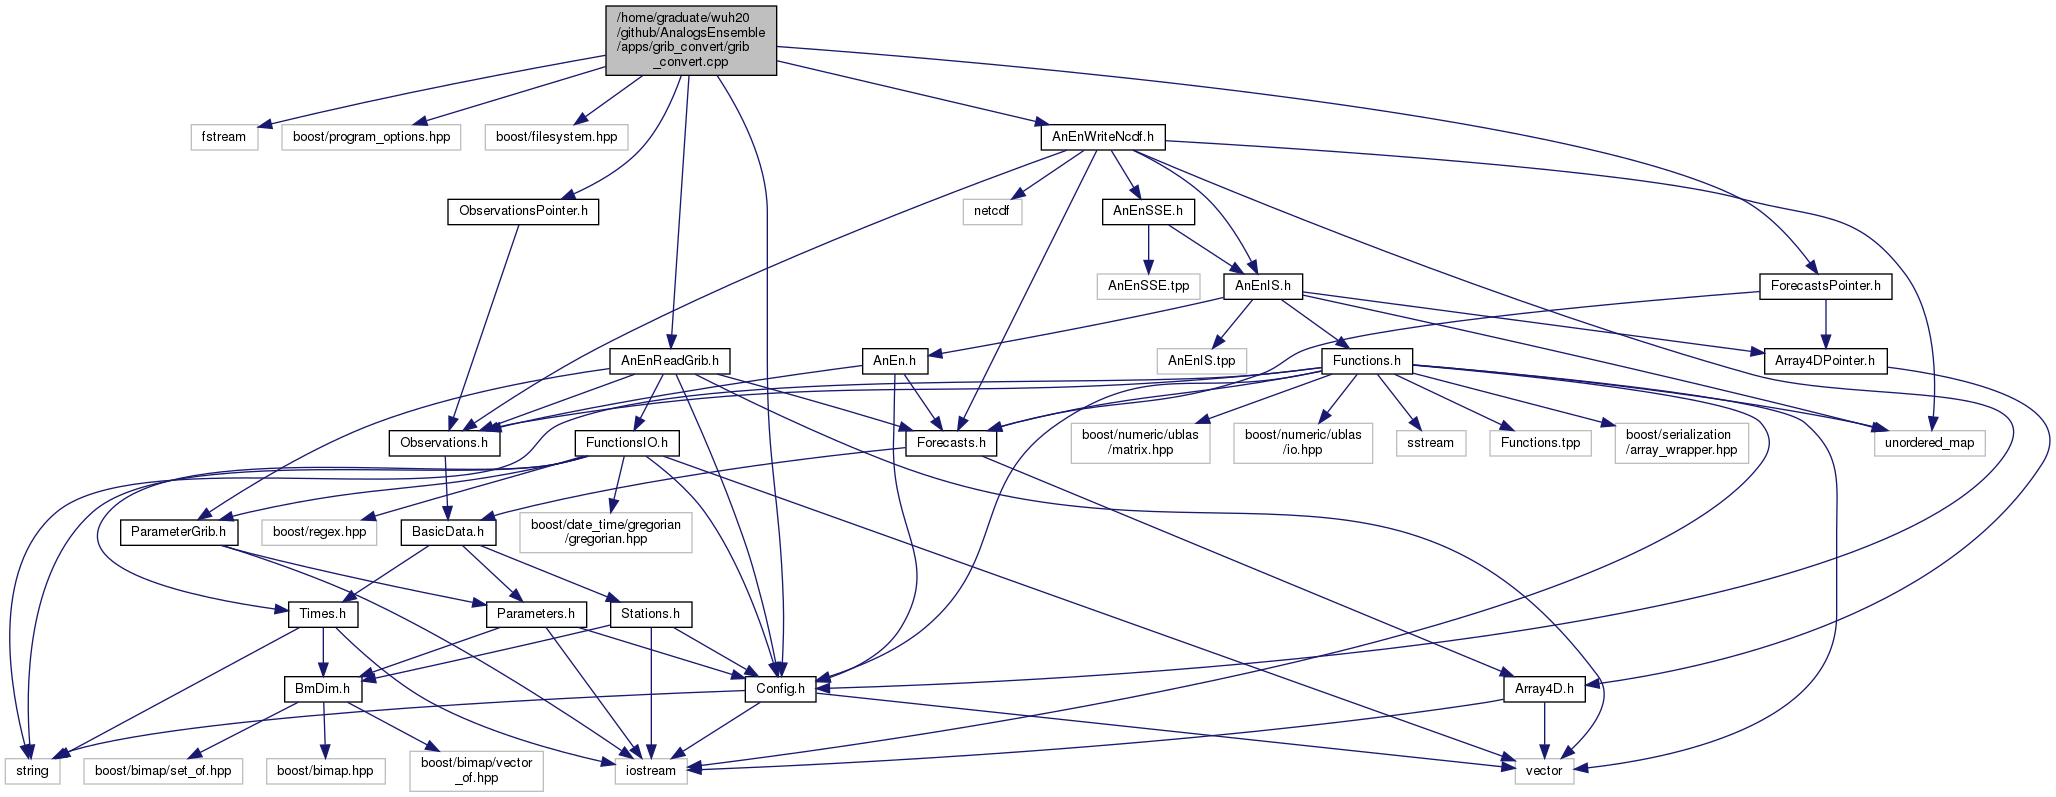 /home/graduate/wuh20
/github/AnalogsEnsemble
/apps/grib_convert/grib
_convert.cpp
fstream
boost/program_options.hpp
boost/filesystem.hpp
AnEnWriteNcdf.h
ObservationsPointer.h
netcdf
AnEnSSE.h
AnEnSSE.tpp
AnEnIS.h
ForecastsPointer.h
AnEnReadGrib.h
AnEn.h
AnEnIS.tpp
Functions.h
Array4DPointer.h
Observations.h
FunctionsIO.h
Forecasts.h
boost/numeric/ublas
/matrix.hpp
boost/numeric/ublas
/io.hpp
sstream
Functions.tpp
boost/serialization
/array_wrapper.hpp
unordered_map
ParameterGrib.h
boost/regex.hpp
BasicData.h
boost/date_time/gregorian
/gregorian.hpp
Times.h
Parameters.h
Stations.h
BmDim.h
Config.h
Array4D.h
string
boost/bimap/set_of.hpp
boost/bimap.hpp
boost/bimap/vector
_of.hpp
iostream
vector